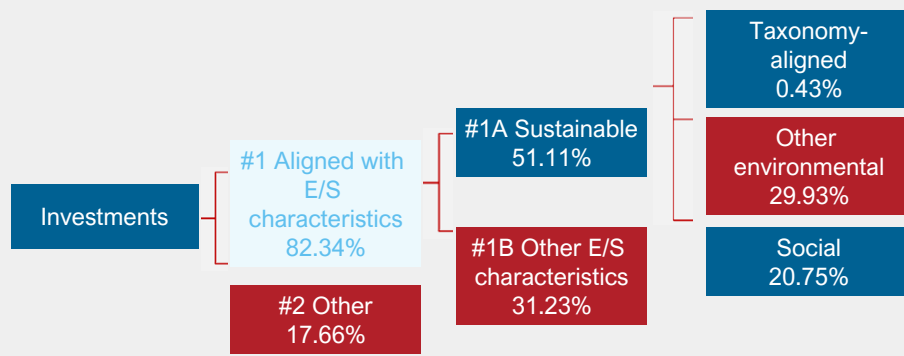 Investments
#1 Aligned with
E/S
characteristics
82.34%
#2 Other
17.66%
#1A Sustainable
51.11%
#1B Other E/S
characteristics
31.23%
Taxonomy-
aligned
0.43%
Other
environmental
29.93%
Social
20.75%